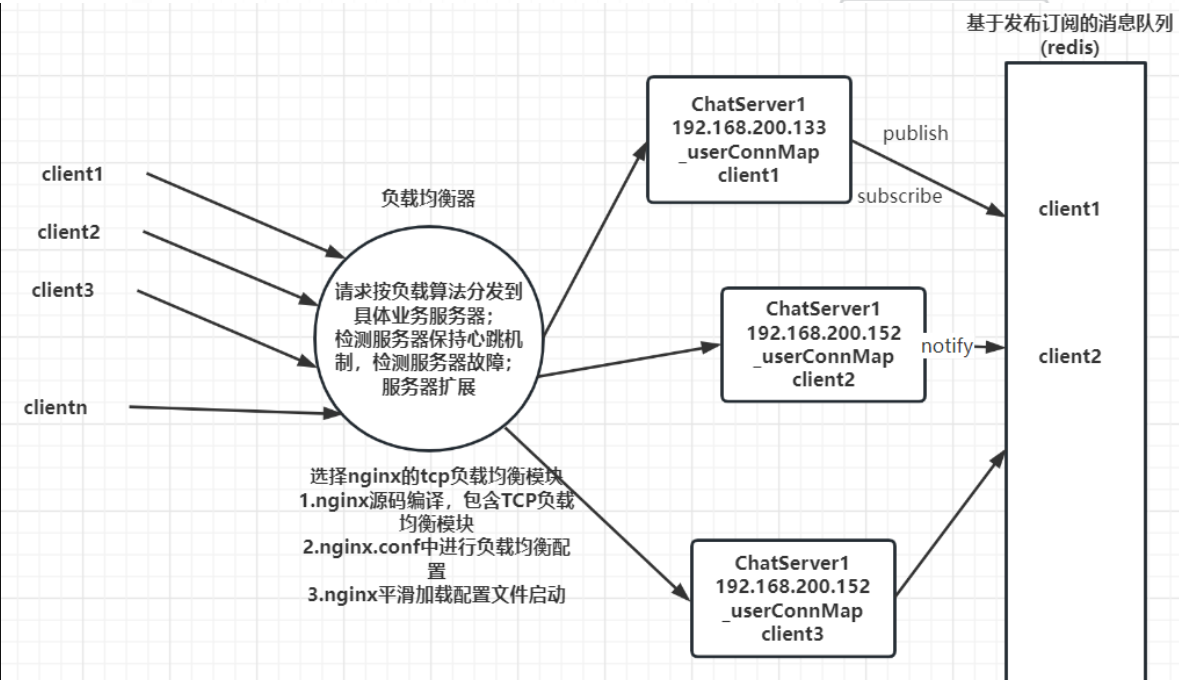 基于发布订阅的消息队列
(redis)
ChatServer1
192.168.200.133
_userConnMap
client1
publish
subscribe
client1
client1
client2
client3
clientn
负载均衡器
请求按负载算法分发到
具体业务服务器；
检测服务器保持心跳机
制，检测服务器故障；
服务器扩展
ChatServer1
192.168.200.152
_userConnMap
client2
notify
client2
选择nginx的tcp负载均衡模块
1.nginx源码编译，包含TCP负载
均衡模块
2.nginx.conf中进行负载均衡配
置
3.nginx平滑加载配置文件启动
ChatServer1
192.168.200.152
_userConnMap
client3